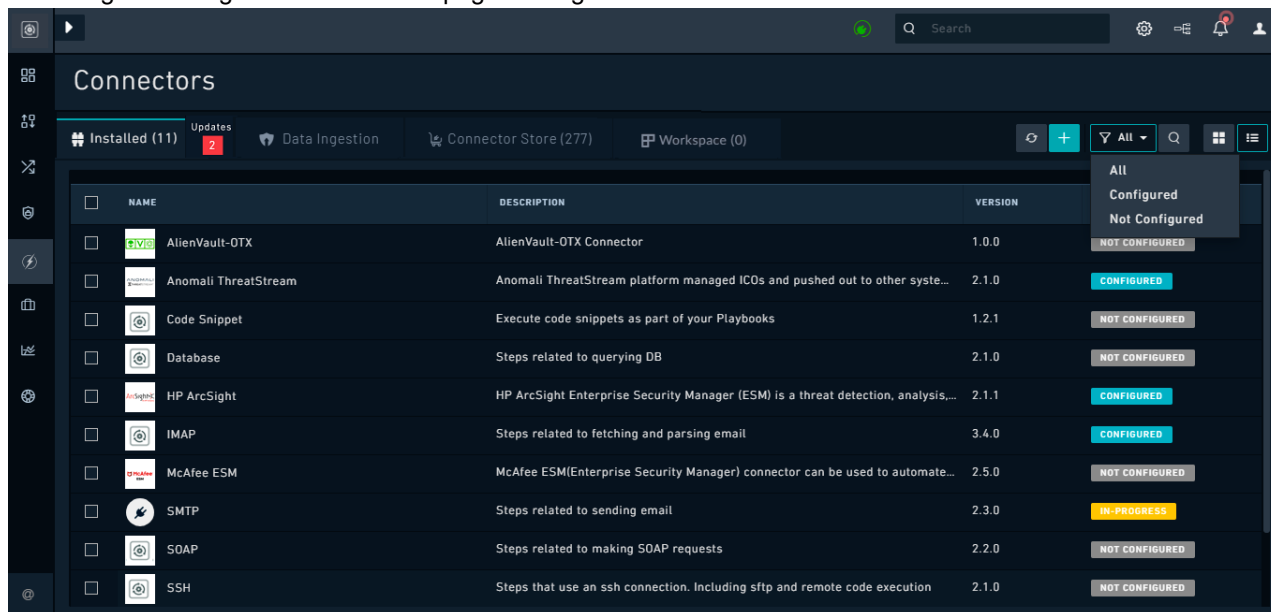 Search
Connectors
Installed (11)
Updates
2
Data Ingestion
Connector Store (277)
Workspace (0)
All
All
Configured
Not Configured
NAME DESCRIPTION VERSION
AlienVault-OTX AlienVault-OTX Connector 1.0.0 NOT CONFIGURED
Anomali ThreatStream Anomali ThreatStream platform managed ICOs and pushed out to other syste... 2.1.0 CONFIGURED
Code Snippet Execute code snippets as part of your Playbooks 1.2.1 NOT CONFIGURED
Database Steps related to querying DB 2.1.0 NOT CONFIGURED
HP ArcSight HP ArcSight Enterprise Security Manager (ESM) is a threat detection, analysis,... 2.1.1 CONFIGURED
IMAP Steps related to fetching and parsing email 3.4.0 CONFIGURED
McAfee ESM McAfee ESM(Enterprise Security Manager) connector can be used to automate... 2.5.0 NOT CONFIGURED
SMTP Steps related to sending email 2.3.0 IN-PROGRESS
SOAP Steps related to making SOAP requests 2.2.0 NOT CONFIGURED
SSH Steps that use an ssh connection. Including sftp and remote code execution 2.1.0 NOT CONFIGURED
@